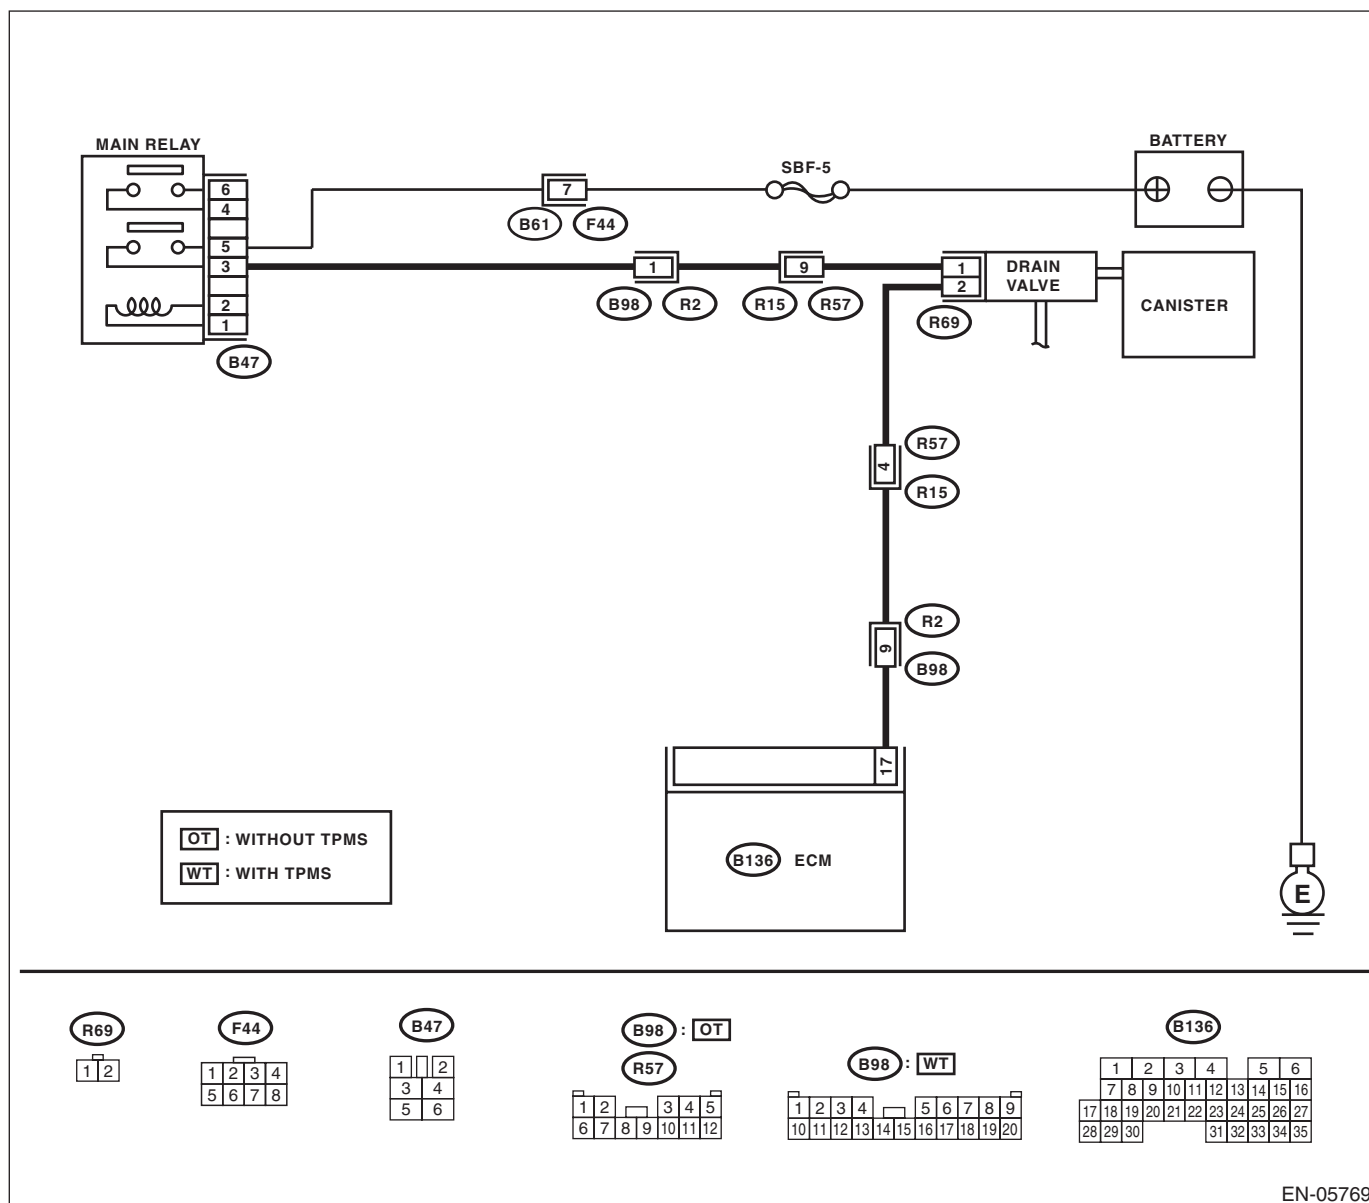 MAIN RELAY
BATTERY
SBF-5
6
4
5
3
2
1
B47
7
B61
F44
1
B98
R2
9
R15
R57
1
2
R69
DRAIN
VALVE
CANISTER
4
R57
R15
9
R2
B98
17
B136 ECM
E
OT : WITHOUT TPMS
WT : WITH TPMS
R69
1 2
F44
1 2 3 4
5 6 7 8
B47
1 2
3 4
5 6
B98 : OT
R57
1 2 3 4 5
6 7 8 9 10 11 12
B98 : WT
1 2 3 4 5 6 7 8 9
10 11 12 13 14 15 16 17 18 19 20
B136
1 2 3 4 5 6
7 8 9 10 11 12 13 14 15 16
17 18 19 20 21 22 23 24 25 26 27
28 29 30 31 32 33 34 35
EN-05769